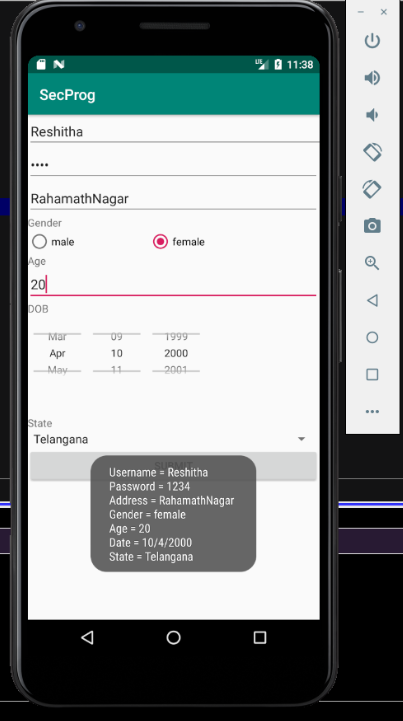 LTE 11:38
SecProg
Reshitha
••••
RahamathNagar
Gender
male female
Age
20
DOB
Mar 09 1999
Apr 10 2000
May 11 2001
State
Telangana
Username = Reshitha
Password = 1234
Address = RahamathNagar
Gender = female
Age = 20
Date = 10/4/2000
State = Telangana